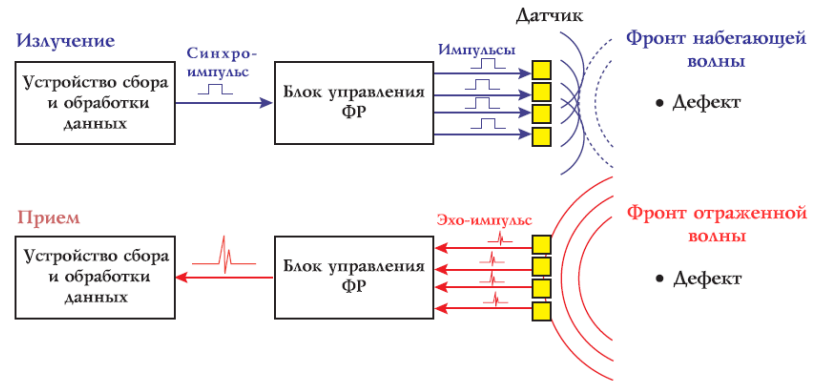 Датчик
Излучение
Синхро-
импульс
Импульсы
Фронт набегающей
волны
Устройство сбора
и обработки
данных
Блок управления
ФР
• Дефект
Прием
Эхо-импульс
Фронт отраженной
волны
Устройство сбора
и обработки
данных
Блок управления
ФР
• Дефект